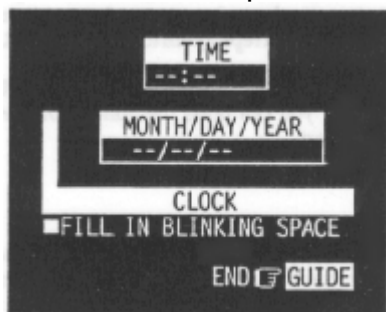 TIME
--:--
MONTH/DAY/YEAR
--/--/--
CLOCK
■FILL IN BLINKING SPACE
END☞GUIDE